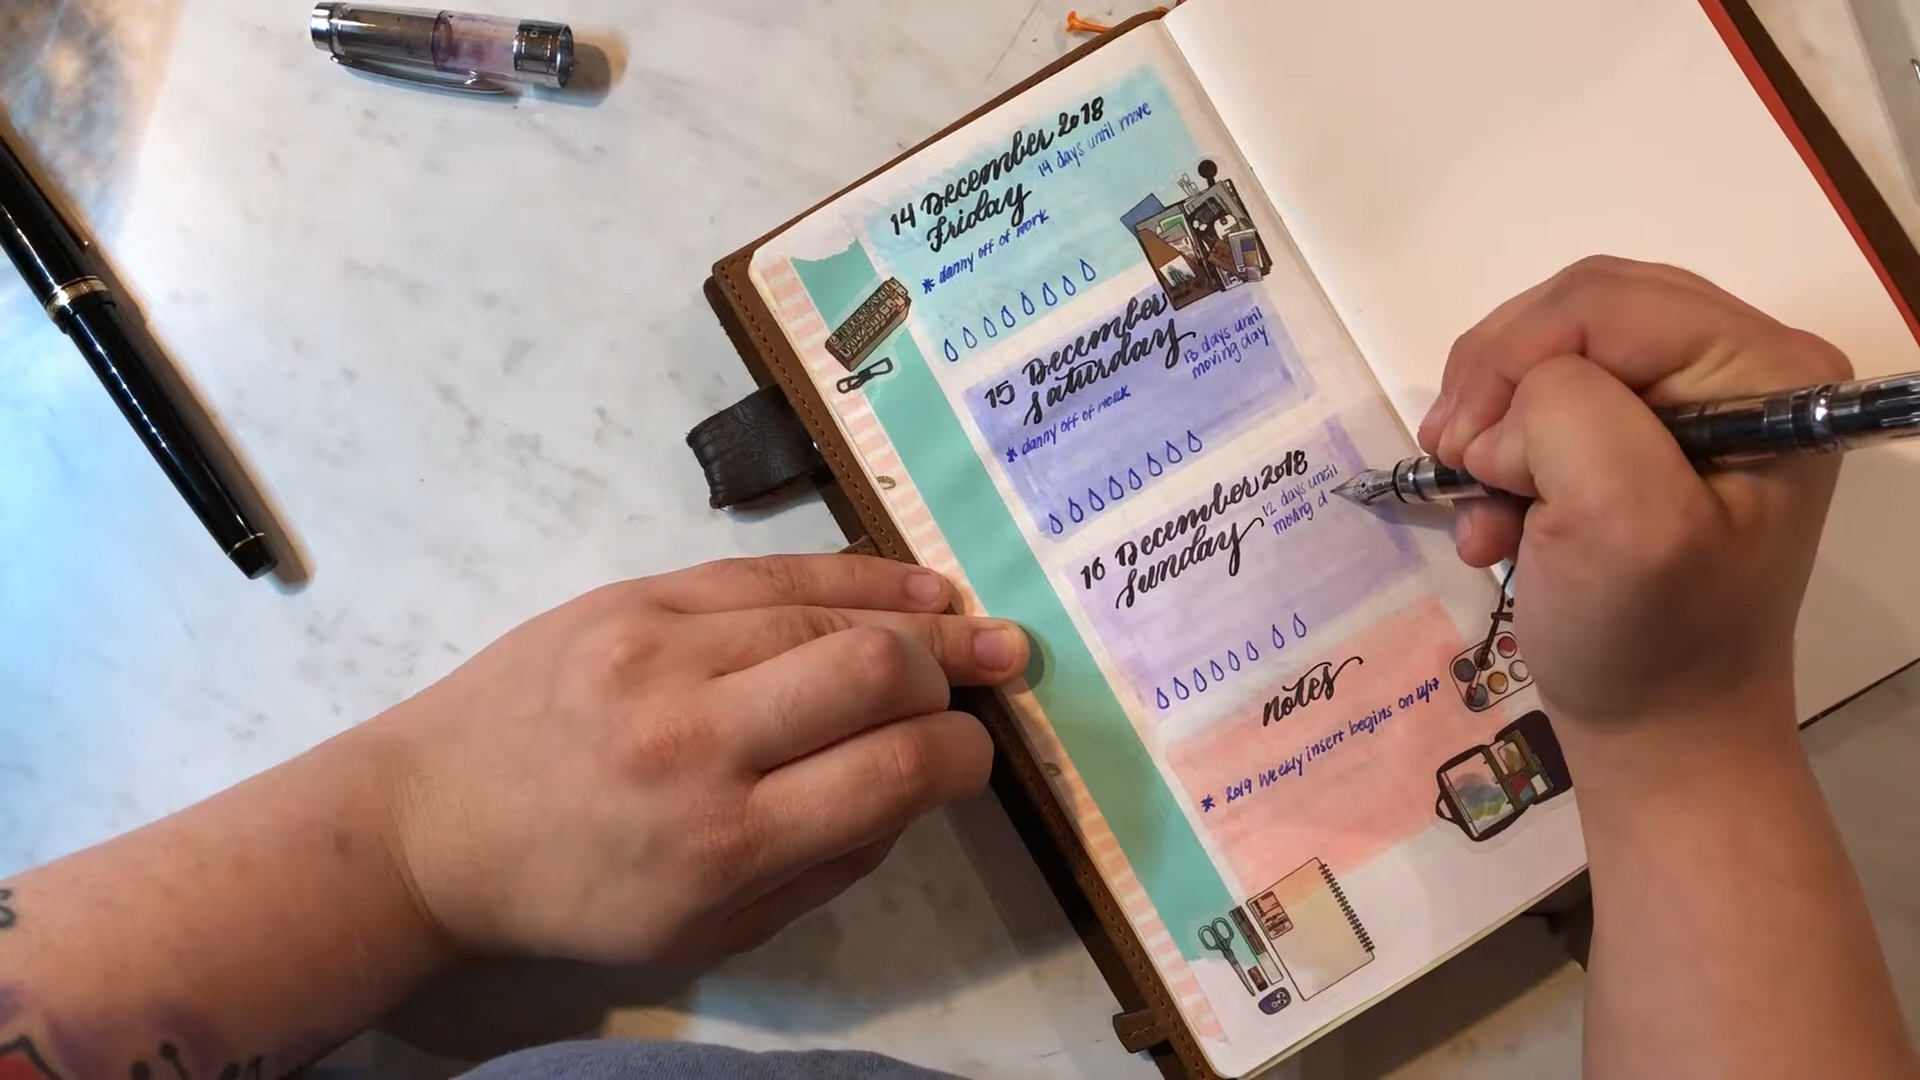 14 December 2018
Friday 14 days until move
* danny off of work
15 December
Saturday
13 days until
moving day
* danny off of work
16 December 2018
Sunday
12 days until
moving d
notes
* 2019 Weekly insert begins on 12/17